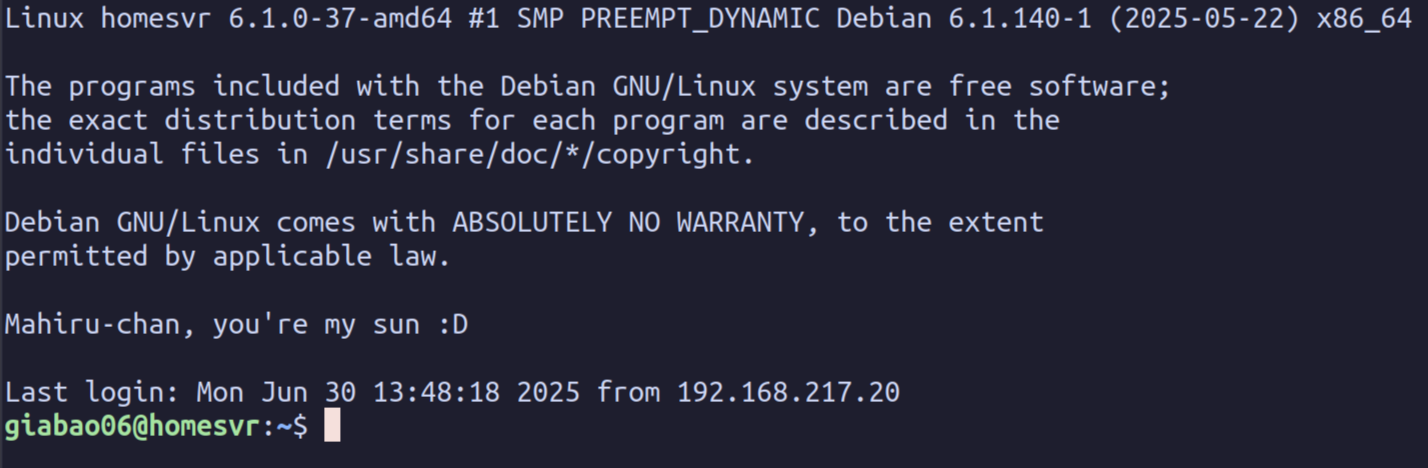 Linux homesvr 6.1.0-37-amd64 #1 SMP PREEMPT_DYNAMIC Debian 6.1.140-1 (2025-05-22) x86_64
The programs included with the Debian GNU/Linux system are free software;
the exact distribution terms for each program are described in the
individual files in /usr/share/doc/*/copyright.
Debian GNU/Linux comes with ABSOLUTELY NO WARRANTY, to the extent
permitted by applicable law.
Mahiru-chan, you're my sun :D
Last login: Mon Jun 30 13:48:18 2025 from 192.168.217.20
giabao06@homesvr:~$